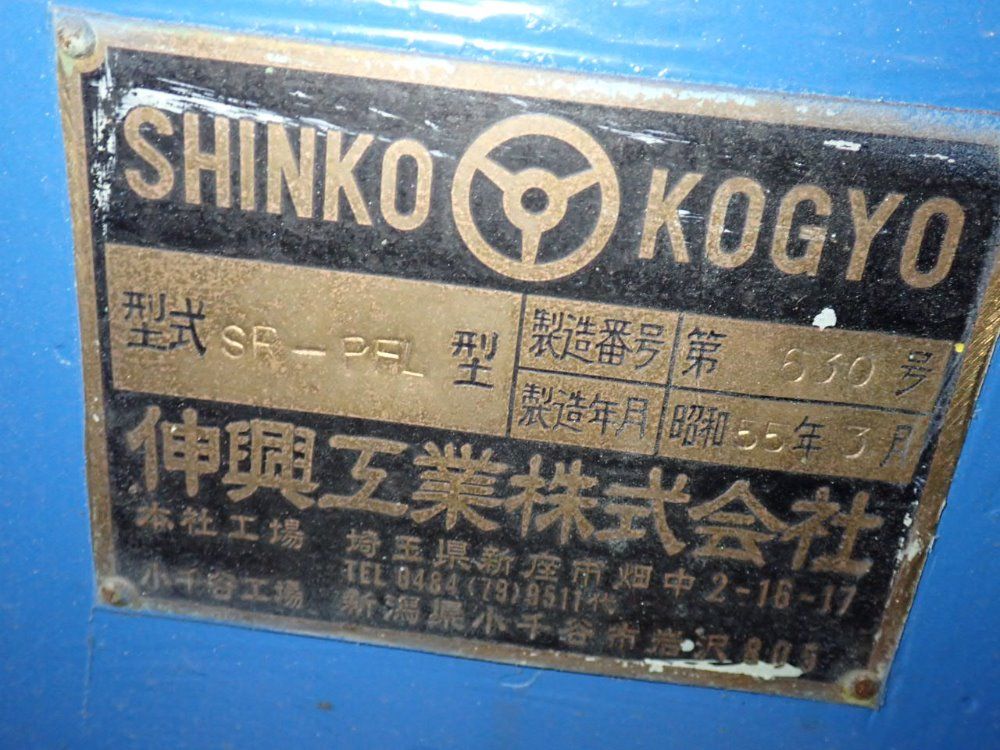 SHINKO KOGYO
型式 SR-PFL 型
製造番号 第 630 号
製造年月 昭和 55年 3月
伸興工業株式会社
本社工場 埼玉県新座市畑中2-16-17
TEL 0484(79)9511代
小千谷工場 新潟県小千谷市岩沢805